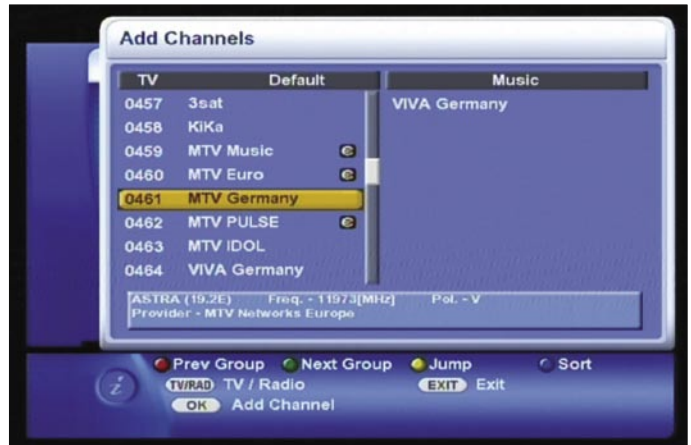 Add Channels
TV Default Music
0457 3sat VIVA Germany
0458 KiKa
0459 MTV Music
0460 MTV Euro
0461 MTV Germany
0462 MTV PULSE
0463 MTV IDOL
0464 VIVA Germany
ASTRA (19.2E) Freq. - 11973[MHz] Pol. - V
Provider - MTV Networks Europe
Prev Group Next Group Jump Sort
i TV/RAD TV / Radio EXIT Exit
OK Add Channel